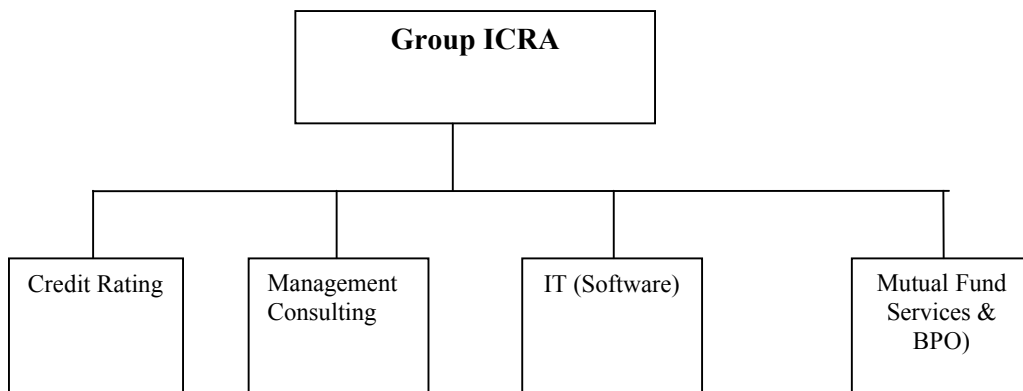 Group ICRA
Credit Rating
Management
Consulting
IT (Software)
Mutual Fund
Services &
BPO)